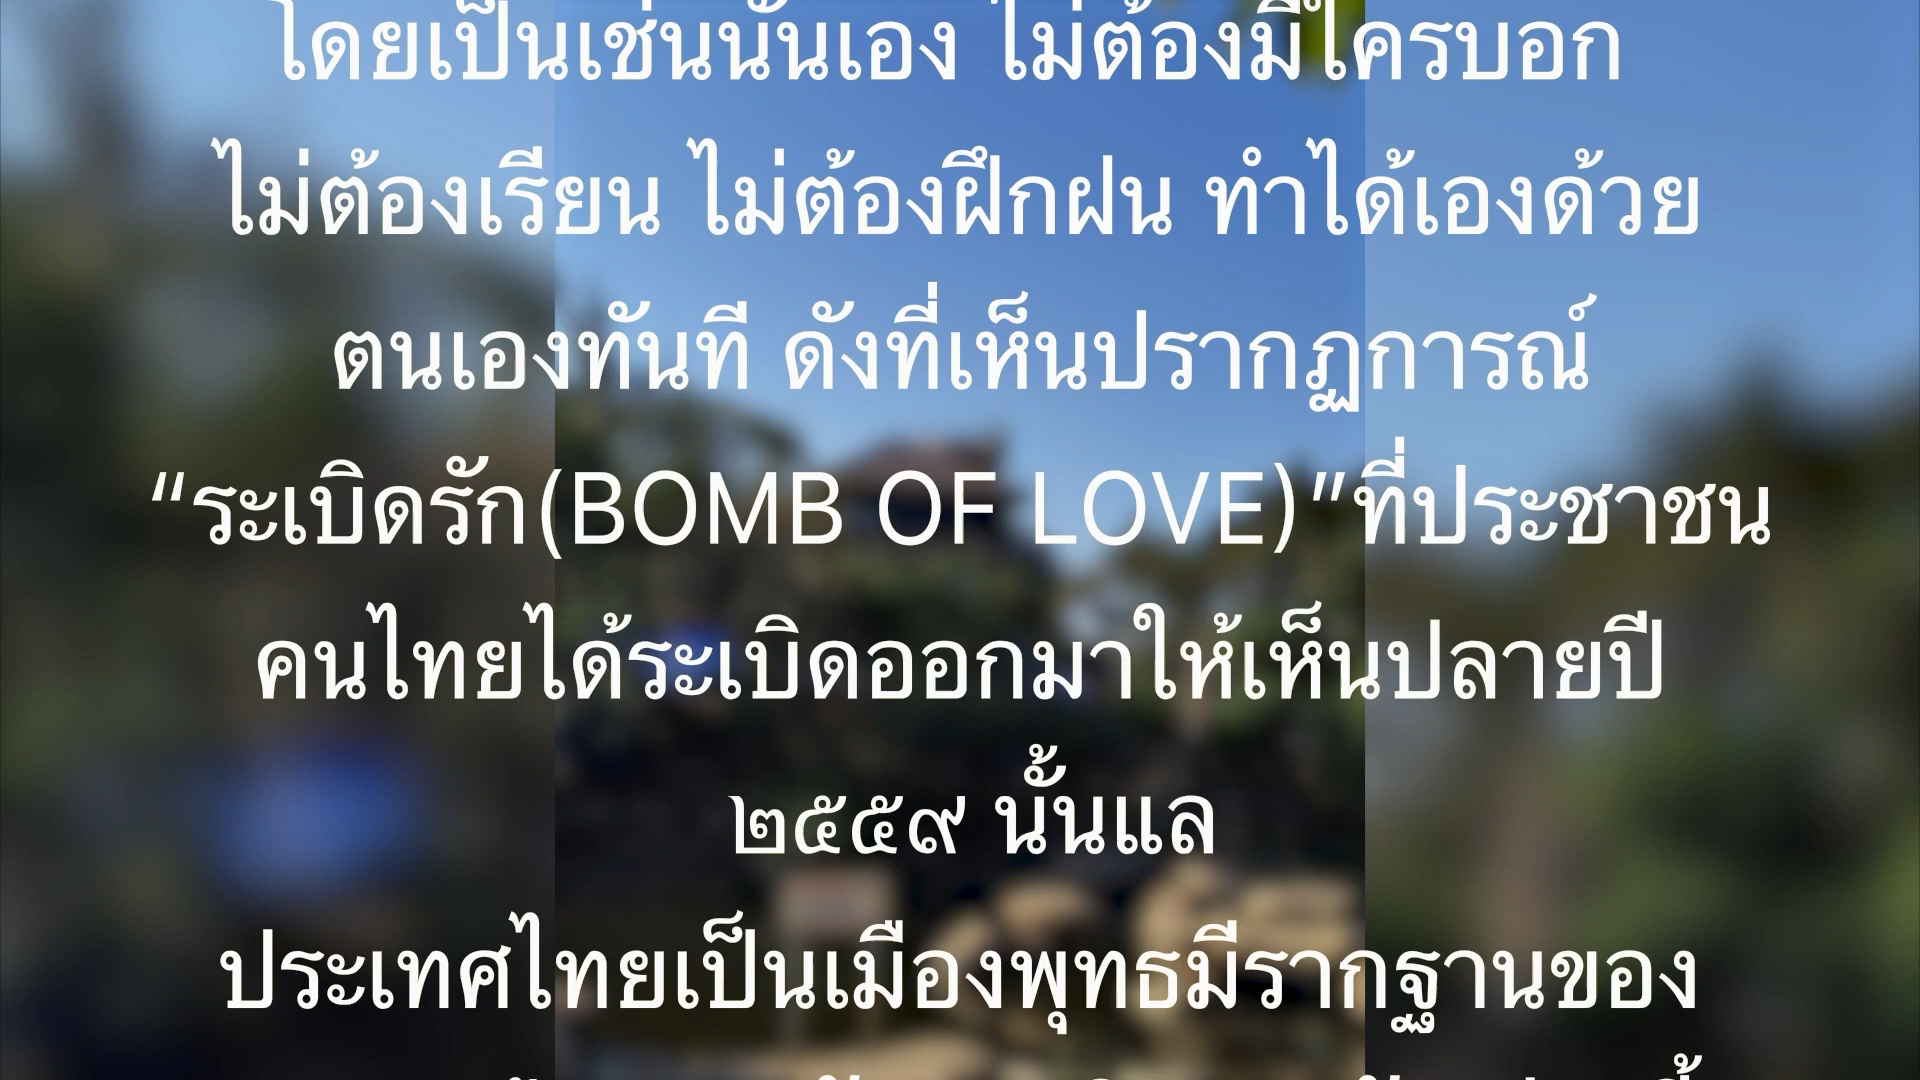 โดยเป็นเช่นนั้นเอง ไม่ต้องมีใครบอก
ไม่ต้องเรียน ไม่ต้องฝึกฝน ทำได้เองด้วย
ตนเองทันที ดังที่เห็นปรากฏการณ์
“ระเบิดรัก(BOMB OF LOVE)”ที่ประชาชน
คนไทยได้ระเบิดออกมาให้เห็นปลายปี
๒๕๕๙ นั้นแล
ประเทศไทยเป็นเมืองพุทธมีรากฐานของ